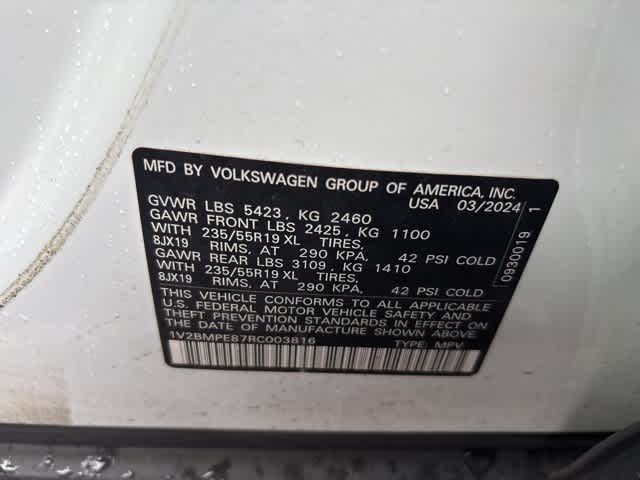 MFD BY VOLKSWAGEN GROUP OF AMERICA, INC.
USA 03/2024
GVWR LBS 5423 , KG 2460
GAWR FRONT LBS 2425 , KG 1100
WITH 235/55R19 XL TIRES,
8JX19 RIMS, AT 290 KPA. 42 PSI COLD
GAWR REAR LBS 3109 , KG 1410
WITH 235/55R19 XL TIRES,
8JX19 RIMS, AT 290 KPA. 42 PSI COLD
THIS VEHICLE CONFORMS TO ALL APPLICABLE
U.S. FEDERAL MOTOR VEHICLE SAFETY AND
THEFT PREVENTION STANDARDS IN EFFECT ON
THE DATE OF MANUFACTURE SHOWN ABOVE
1V2BMPE87RC003816 TYPE: MPV
0930019 1